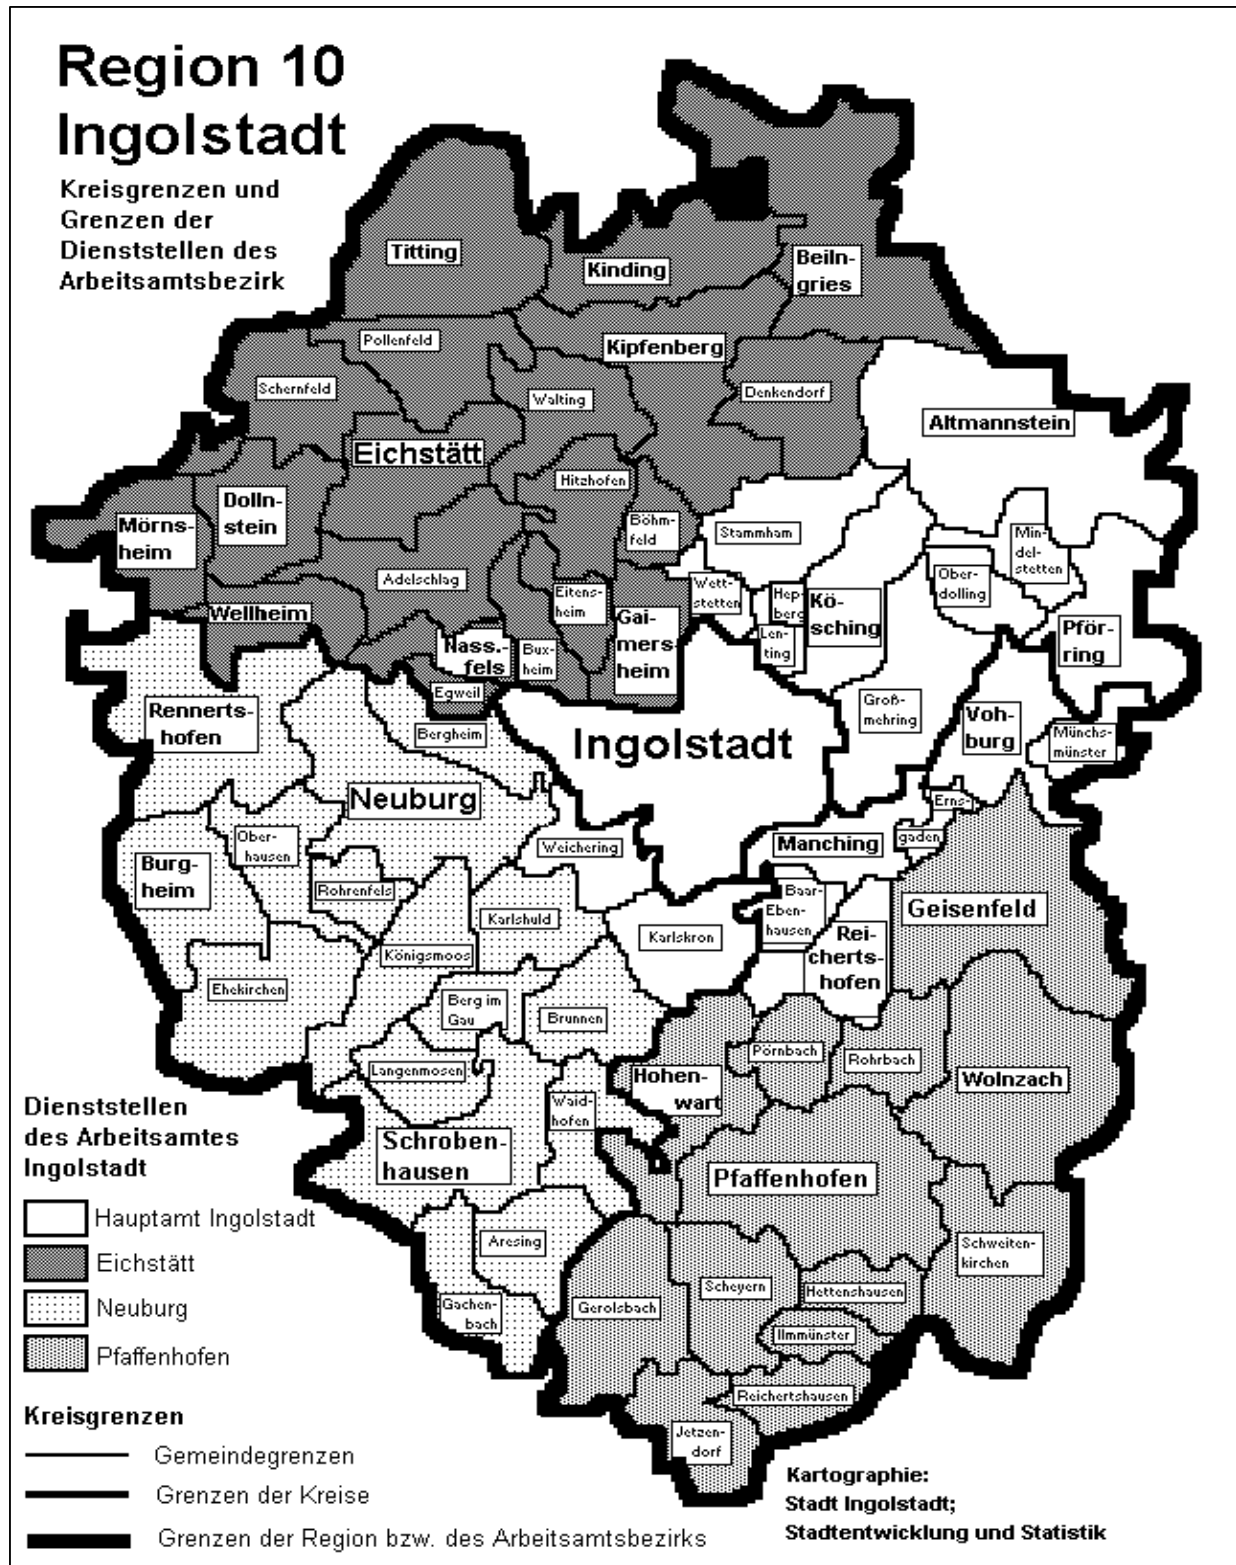 Region 10
Ingolstadt
Kreisgrenzen und
Grenzen der
Dienststellen des
Arbeitsamtsbezirk
Titting
Kinding
Beiln-
gries
Pollenfeld
Kipfenberg
Schernfeld
Walting
Denkendorf
Altmannstein
Eichstätt
Hitzhofen
Dolln-
stein
Mörns-
heim
Böhm-
feld
Stammham
Min-
del-
stetten
Ober-
dolling
Adelschlag
Eitens-
heim
Wett-
stetten
Hep-
berg
Kö-
sching
Wellheim
Gai-
mers-
heim
Len-
ting
Pför-
ring
Nass.-
fels
Bux-
heim
Egweil
Rennerts-
hofen
Groß-
mehring
Voh-
burg
Münchs-
münster
Bergheim
Ingolstadt
Neuburg
Erns-
gaden
Ober-
hausen
Weichering
Manching
Burg-
heim
Rohrenfels
Baar-
Eben-
hausen
Karlshuld
Geisenfeld
Karlskron
Rei-
cherts-
hofen
Königsmoos
Ehekirchen
Berg im
Gau
Brunnen
Pörnbach
Rohrbach
Langenmosen
Hohen-
wart
Wolnzach
Waid-
hofen
Schroben-
hausen
Pfaffenhofen
Aresing
Schweiten-
kirchen
Scheyern
Hettenshausen
Gachen-
bach
Gerolsbach
Ilmmünster
Reichertshausen
Jetzen-
dorf
Dienststellen
des Arbeitsamtes
Ingolstadt
Hauptamt Ingolstadt
Eichstätt
Neuburg
Pfaffenhofen
Kreisgrenzen
Gemeindegrenzen
Grenzen der Kreise
Grenzen der Region bzw. des Arbeitsamtsbezirks
Kartographie:
Stadt Ingolstadt;
Stadtentwicklung und Statistik